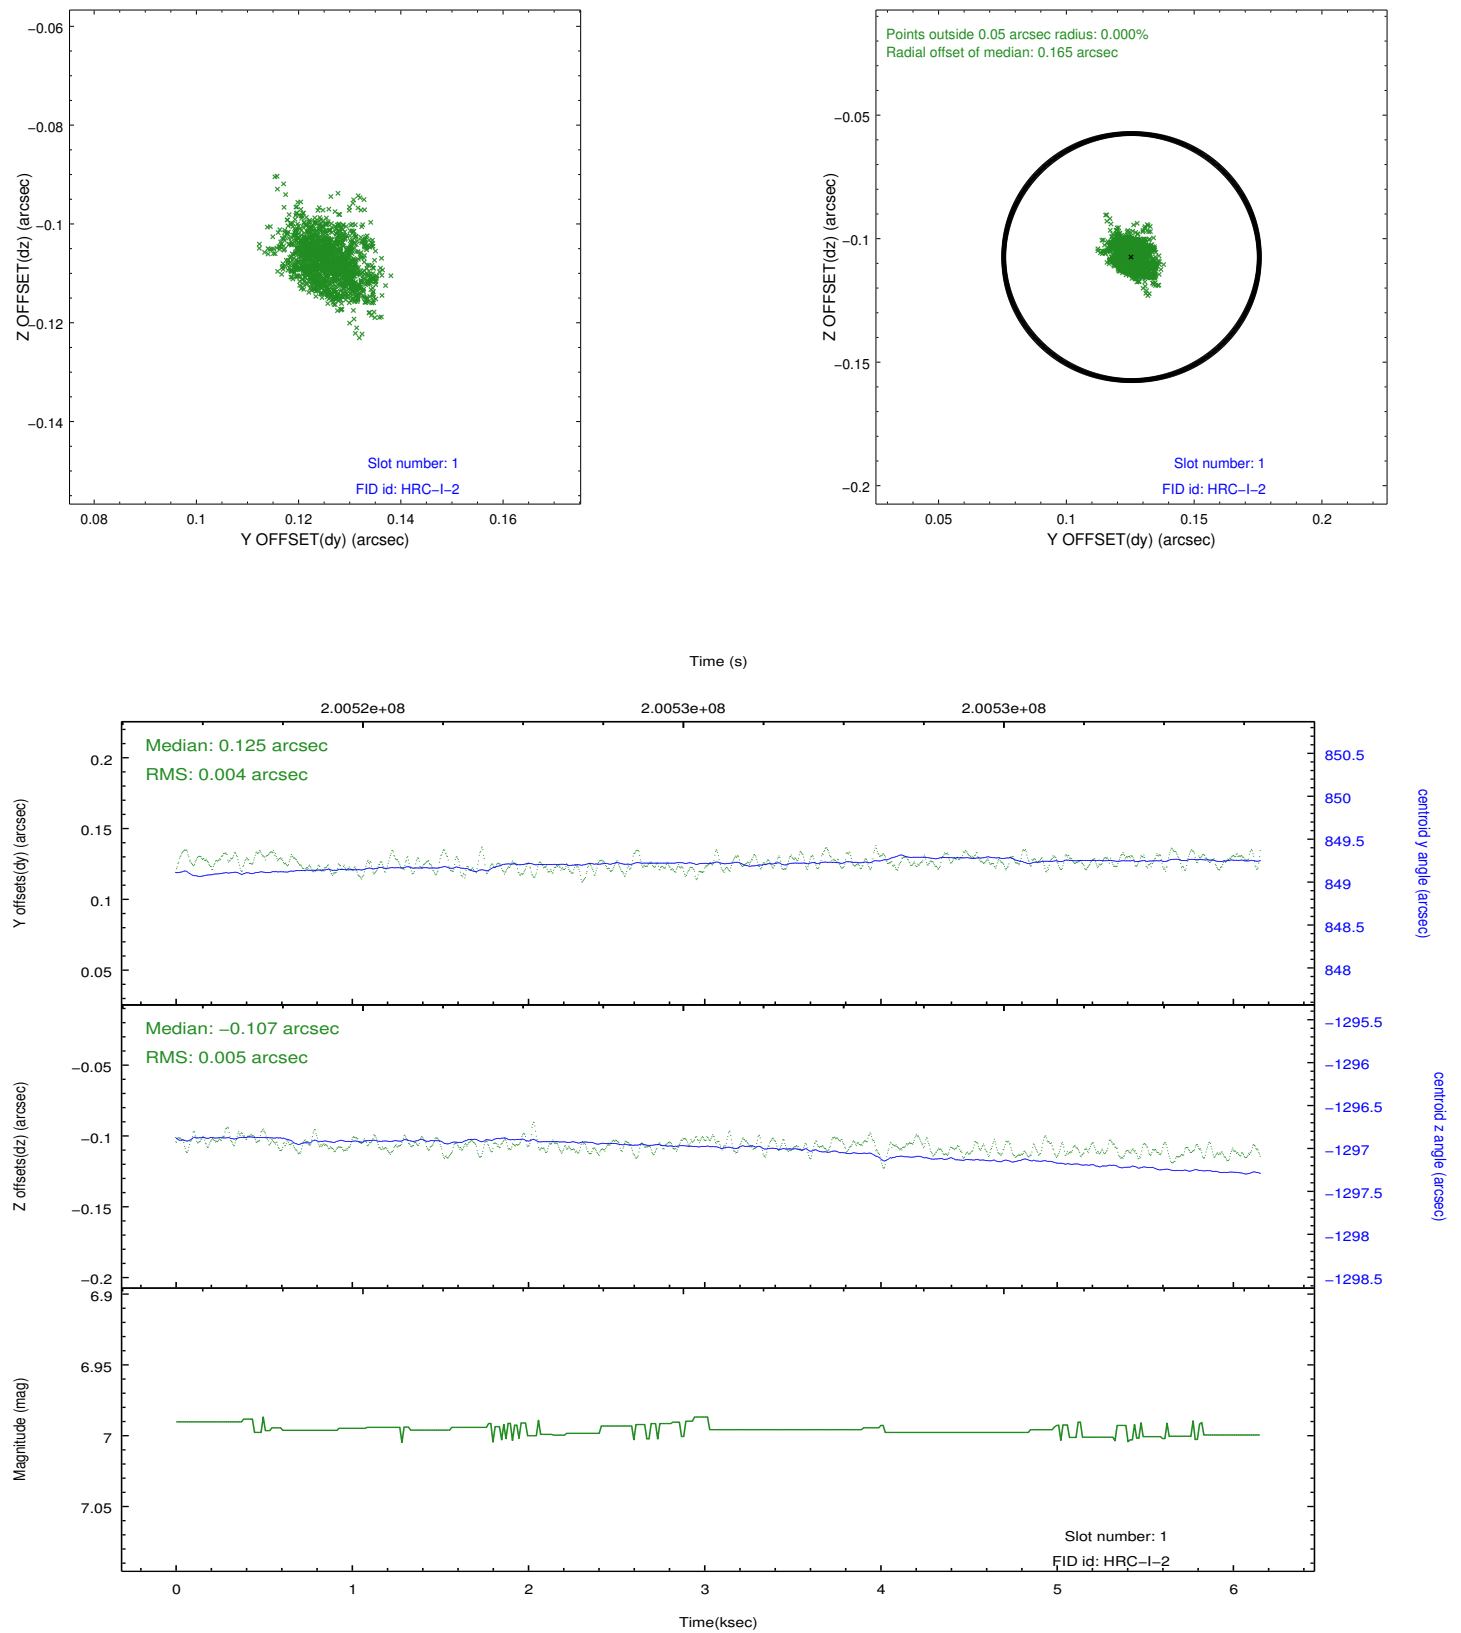 −0.06
−0.08
−0.1
−0.12
−0.14
Z OFFSET(dz) (arcsec)
Slot number: 1
FID id: HRC−I−2
0.08
0.1
0.12
0.14
0.16
Y OFFSET(dy) (arcsec)
Points outside 0.05 arcsec radius: 0.000%
Radial offset of median: 0.165 arcsec
−0.05
−0.1
−0.15
−0.2
Z OFFSET(dz) (arcsec)
Slot number: 1
FID id: HRC−I−2
0.05
0.1
0.15
0.2
Y OFFSET(dy) (arcsec)
Time (s)
2.0052e+08
2.0053e+08
2.0053e+08
Median: 0.125 arcsec
RMS: 0.004 arcsec
0.2
0.15
0.1
0.05
Y offsets(dy) (arcsec)
850.5
850
849.5
849
848.5
848
centroid y angle (arcsec)
Median: −0.107 arcsec
RMS: 0.005 arcsec
−0.05
−0.1
−0.15
−0.2
Z offsets(dz) (arcsec)
−1295.5
−1296
−1296.5
−1297
−1297.5
−1298
−1298.5
centroid z angle (arcsec)
6.9
6.95
7
7.05
Magnitude (mag)
Slot number: 1
FID id: HRC−I−2
0
1
2
3
4
5
6
Time(ksec)